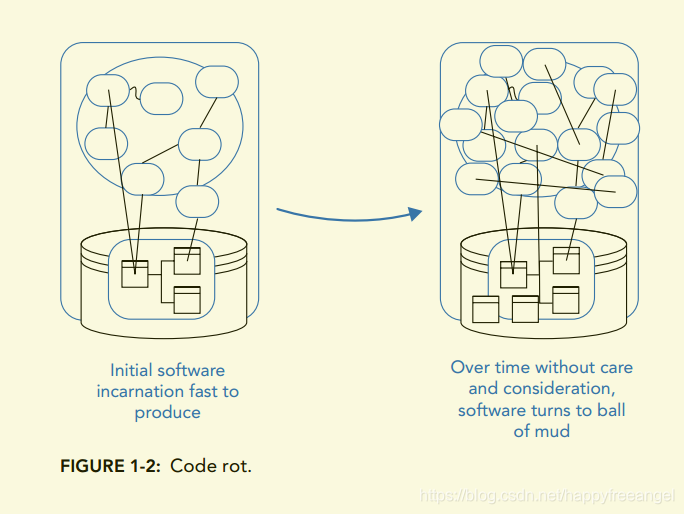 Initial software
incarnation fast to
produce
Over time without care
and consideration,
software turns to ball
of mud
FIGURE 1-2: Code rot.
https://blog.csdn.net/happyfreeangel